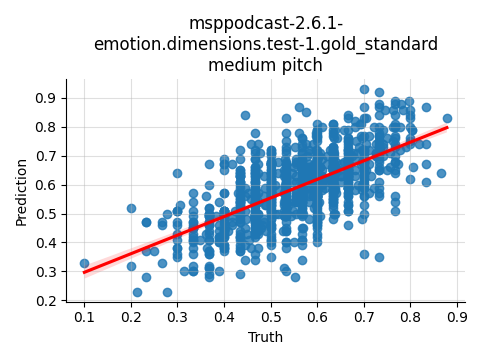 msppodcast-2.6.1-
emotion.dimensions.test-1.gold_standard
medium pitch
Prediction
0.9
0.8
0.7
0.6
0.5
0.4
0.3
0.2
0.1 0.2 0.3 0.4 0.5 0.6 0.7 0.8 0.9
Truth